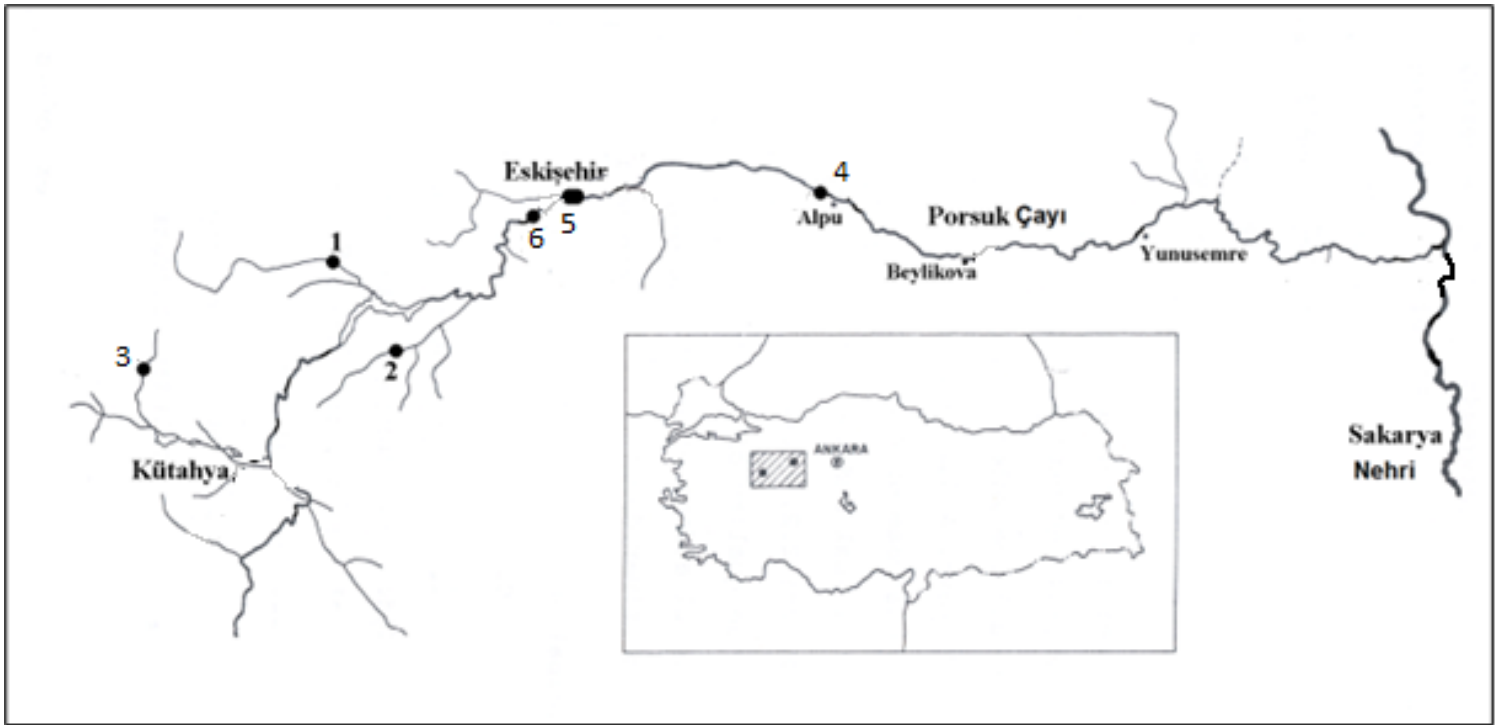 Eskişehir
4
5
6
Alpu
Porsuk Çayı
1
Yunusemre
Beylikova
3
2
Sakarya
Nehri
ANKARA
Kütahya